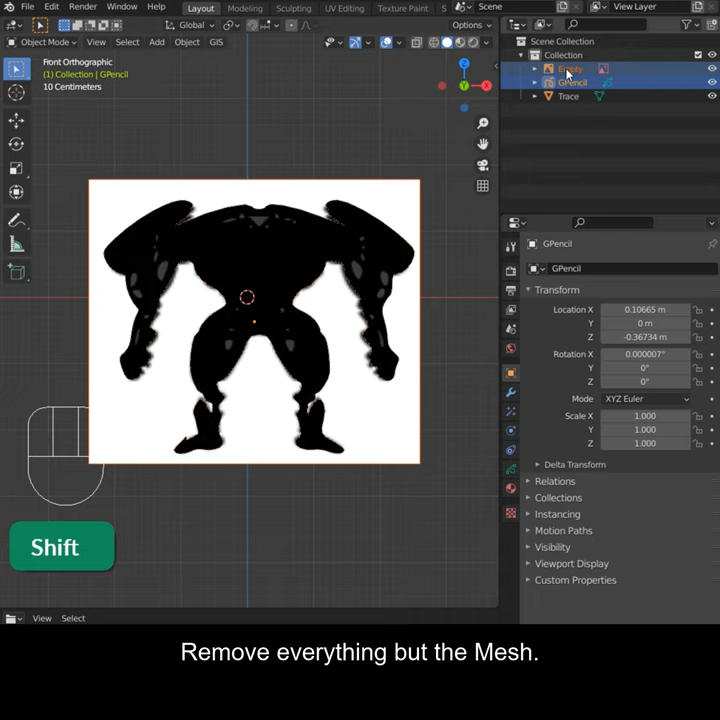 File Edit Render Window Help Layout Modeling Sculpting UV Editing Texture Paint Scene View Layer
Global Options
Object Mode View Select Add Object
Front Orthographic
(1) Collection | GPencil
10 Centimeters
Z
Y
X
Scene Collection
Collection
Empty
GPencil
Trace
GPencil
GPencil
Transform
Location X 0.10665 m
Y 0 m
Z -0.36734 m
Rotation X 0.000007°
Y 0°
Z 0°
Mode XYZ Euler
Scale X 1.000
Y 1.000
Z 1.000
Delta Transform
Relations
Collections
Instancing
Motion Paths
Visibility
Viewport Display
Custom Properties
Shift
View Select
Remove everything but the Mesh.